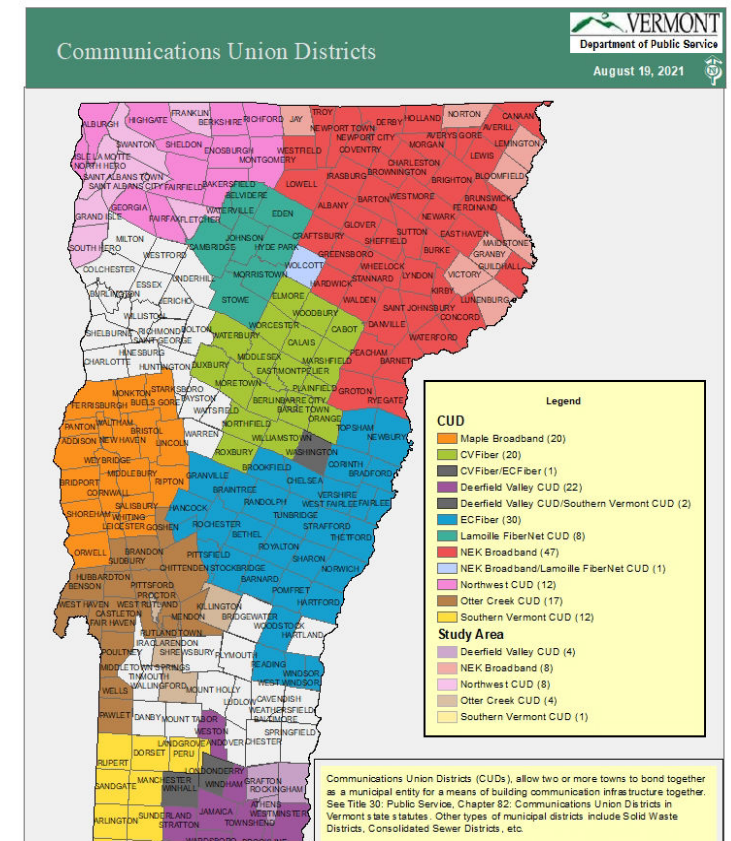 Communications Union Districts
VERMONT
Department of Public Service
August 19, 2021
ALBURGH
HIGHGATE
FRANKLIN
BERKSHIRE
RICHFORD
JAY
TROY
NEWPORT TOWN
DERBY
HOLLAND
NORTON
CANAAN
AVERILL
NEWPORT CITY
AVERYS GORE
LEMINGTON
SWANTON
SHELDON
ENOSBURGH
MONTGOMERY
WESTFIELD
COVENTRY
MORGAN
LEWIS
ISLE LA MOTTE
NORTH HERO
CHARLESTON
BLOOMFIELD
SAINT ALBANS TOWN
SAINT ALBANS CITY
FAIRFIELD
BAKERSFIELD
LOWELL
IRASBURG
BROWNINGTON
BRIGHTON
BELVIDERE
BARTON
WESTMORE
BRUNSWICK
FERDINAND
GEORGIA
GRAND ISLE
FAIRFAX
FLETCHER
WATERVILLE
EDEN
ALBANY
NEWARK
GLOVER
SUTTON
EAST HAVEN
MAIDSTONE
SOUTH HERO
MILTON
CAMBRIDGE
JOHNSON
HYDE PARK
CRAFTSBURY
SHEFFIELD
BURKE
GRANBY
WESTFORD
GREENSBORO
GUILDHALL
COLCHESTER
UNDERHILL
MORRISTOWN
WOLCOTT
WHEELOCK
STANNARD
LYNDON
VICTORY
ESSEX
HARDWICK
KIRBY
BURLINGTON
JERICHO
STOWE
ELMORE
WALDEN
LUNENBURG
WILLISTON
WOODBURY
SAINT JOHNSBURY
CONCORD
SHELBURNE
RICHMOND
BOLTON
SAINT GEORGE
WATERBURY
WORCESTER
CABOT
DANVILLE
CALAIS
WATERFORD
HINESBURG
CHARLOTTE
HUNTINGTON
DUXBURY
MIDDLESEX
MARSHFIELD
PEACHAM
BARNET
EAST MONTPELIER
MORETOWN
PLAINFIELD
GROTON
RYEGATE
MONKTON
STARKSBORO
BUELS GORE
FAYSTON
BERLIN
BARRE CITY
BARRE TOWN
FERRISBURGH
WAITSFIELD
ORANGE
PANTON
WALTHAM
BRISTOL
NORTHFIELD
TOPSHAM
NEWBURY
ADDISON
NEW HAVEN
LINCOLN
WARREN
WILLIAMSTOWN
ROXBURY
WASHINGTON
WEYBRIDGE
BROOKFIELD
CORINTH
BRADFORD
MIDDLEBURY
RIPTON
GRANVILLE
CHELSEA
BRIDPORT
CORNWALL
BRAINTREE
VERSHIRE
SALISBURY
HANCOCK
RANDOLPH
WEST FAIRLEE
FAIRLEE
SHOREHAM
WHITING
TUNBRIDGE
LEICESTER
GOSHEN
ROCHESTER
STRAFFORD
BETHEL
THETFORD
ORWELL
BRANDON
SUDBURY
PITTSFIELD
ROYALTON
SHARON
CHITTENDEN
STOCKBRIDGE
NORWICH
HUBBARDTON
BENSON
PITTSFORD
BARNARD
PROCTOR
POMFRET
WEST HAVEN
WEST RUTLAND
KILLINGTON
HARTFORD
CASTLETON
FAIR HAVEN
MENDON
BRIDGEWATER
WOODSTOCK
RUTLAND TOWN
HARTLAND
IRA
CLARENDON
POULTNEY
SHREWSBURY
PLYMOUTH
READING
MIDDLETOWN SPRINGS
TINMOUTH
WINDSOR
WEST WINDSOR
WELLS
WALLINGFORD
MOUNT HOLLY
LUDLOW
CAVENDISH
WEATHERSFIELD
PAWLET
DANBY
MOUNT TABOR
BALTIMORE
WESTON
SPRINGFIELD
LANDGROVE
ANDOVER
CHESTER
DORSET
PERU
RUPERT
LONDONDERRY
MANCHESTER
SANDGATE
WINHALL
WINDHAM
GRAFTON
ROCKINGHAM
ATHENS
ARLINGTON
SUNDERLAND
JAMAICA
WESTMINSTER
STRATTON
TOWNSHEND
WARDSBORO
BROOKLINE
Legend
CUD
Maple Broadband (20)
CVFiber (20)
CVFiber/ECFiber (1)
Deerfield Valley CUD (22)
Deerfield Valley CUD/Southern Vermont CUD (2)
ECFiber (30)
Lamoille FiberNet CUD (8)
NEK Broadband (47)
NEK Broadband/Lamoille FiberNet CUD (1)
Northwest CUD (12)
Otter Creek CUD (17)
Southern Vermont CUD (12)
Study Area
Deerfield Valley CUD (4)
NEK Broadband (8)
Northwest CUD (8)
Otter Creek CUD (4)
Southern Vermont CUD (1)
Communications Union Districts (CUDs), allow two or more towns to bond together
as a municipal entity for a means of building communication infrastructure together.
See Title 30: Public Service, Chapter 82: Communications Union Districts in
Vermont state statutes. Other types of municipal districts include Solid Waste
Districts, Consolidated Sewer Districts, etc.